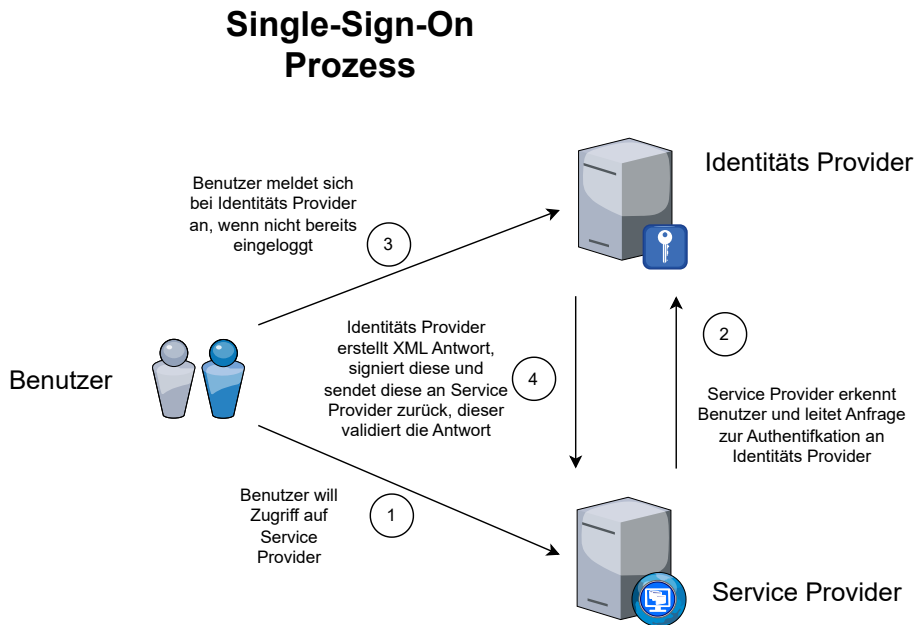 Single-Sign-On
Prozess
Identitäts Provider
Benutzer meldet sich
bei Identitäts Provider
an, wenn nicht bereits
eingeloggt
3
Identitäts Provider
erstellt XML Antwort,
signiert diese und
sendet diese an Service
Provider zurück, dieser
validiert die Antwort
4
2
Service Provider erkennt
Benutzer und leitet Anfrage
zur Authentifkation an
Identitäts Provider
Benutzer
Benutzer will
Zugriff auf
Service
Provider
1
Service Provider